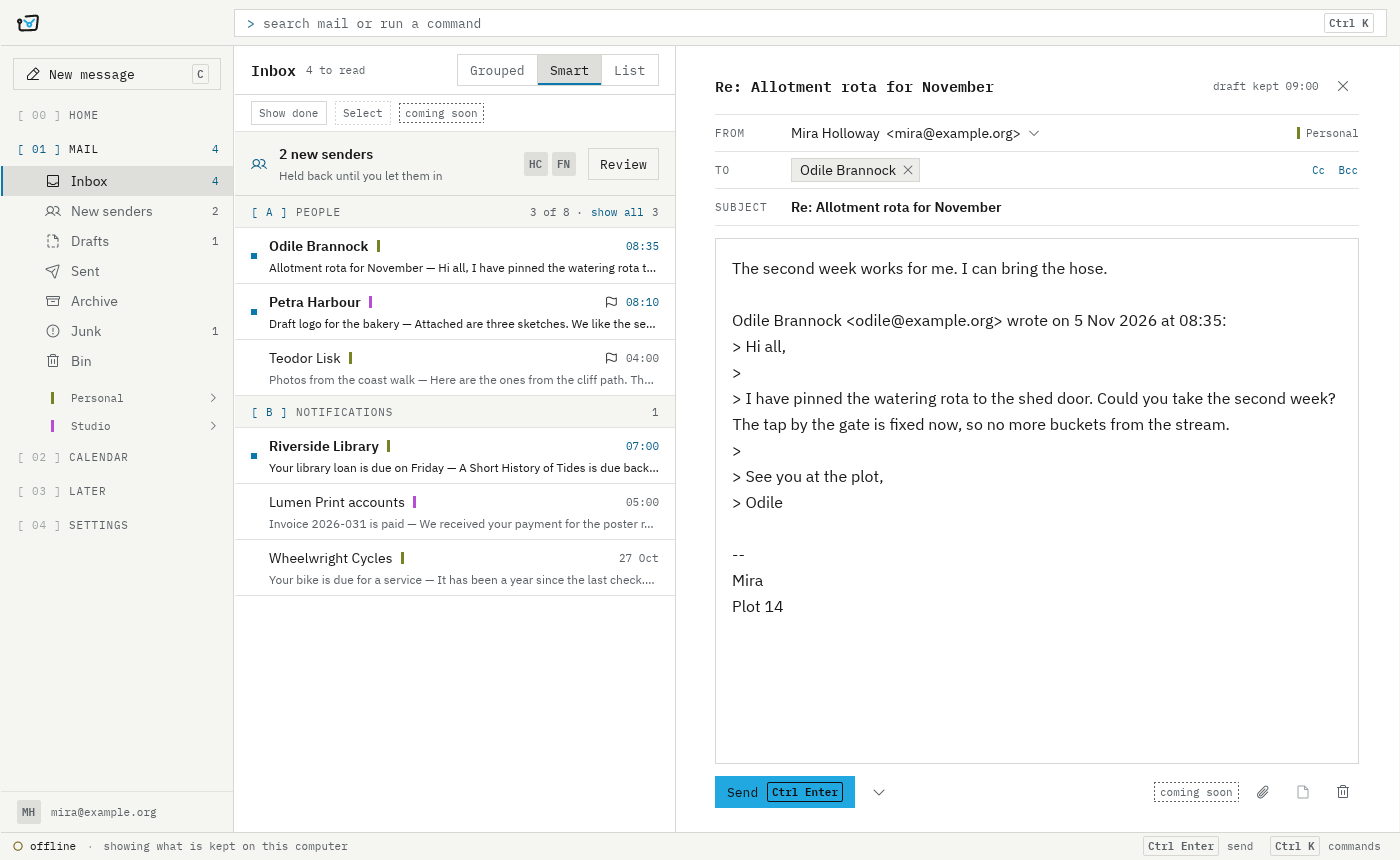 > search mail or run a command Ctrl K
New message C
[ 00 ] HOME
[ 01 ] MAIL 4
Inbox 4
New senders 2
Drafts 1
Sent
Archive
Junk 1
Bin
Personal
Studio
[ 02 ] CALENDAR
[ 03 ] LATER
[ 04 ] SETTINGS
MH mira@example.org
Inbox 4 to read Grouped Smart List
Show done Select coming soon
2 new senders
Held back until you let them in
HC FN Review
[ A ] PEOPLE 3 of 8 · show all 3
Odile Brannock 08:35
Allotment rota for November — Hi all, I have pinned the watering rota t...
Petra Harbour 08:10
Draft logo for the bakery — Attached are three sketches. We like the se...
Teodor Lisk 04:00
Photos from the coast walk — Here are the ones from the cliff path. Th...
[ B ] NOTIFICATIONS 1
Riverside Library 07:00
Your library loan is due on Friday — A Short History of Tides is due back...
Lumen Print accounts 05:00
Invoice 2026-031 is paid — We received your payment for the poster r...
Wheelwright Cycles 27 Oct
Your bike is due for a service — It has been a year since the last check....
Re: Allotment rota for November draft kept 09:00
FROM Mira Holloway <mira@example.org> Personal
TO Odile Brannock Cc Bcc
SUBJECT Re: Allotment rota for November
The second week works for me. I can bring the hose.
Odile Brannock <odile@example.org> wrote on 5 Nov 2026 at 08:35:
> Hi all,
>
> I have pinned the watering rota to the shed door. Could you take the second week?
The tap by the gate is fixed now, so no more buckets from the stream.
>
> See you at the plot,
> Odile
--
Mira
Plot 14
Send Ctrl Enter coming soon
offline · showing what is kept on this computer Ctrl Enter send Ctrl K commands